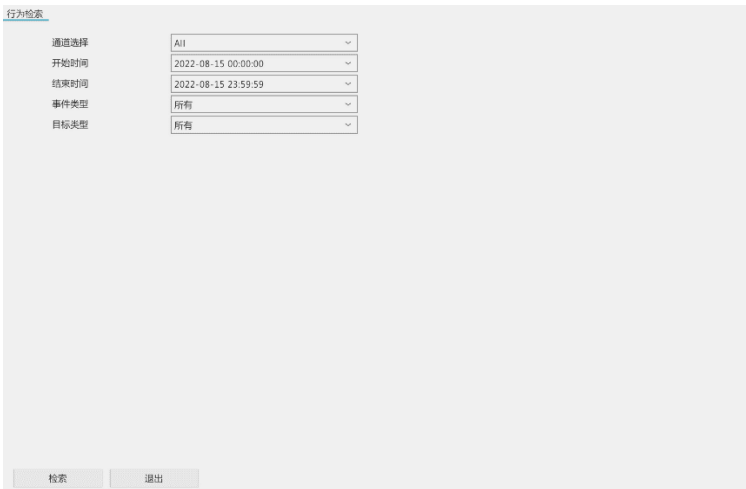 行为检索
通道选择 All
开始时间 2022-08-15 00:00:00
结束时间 2022-08-15 23:59:59
事件类型 所有
目标类型 所有
检索 退出